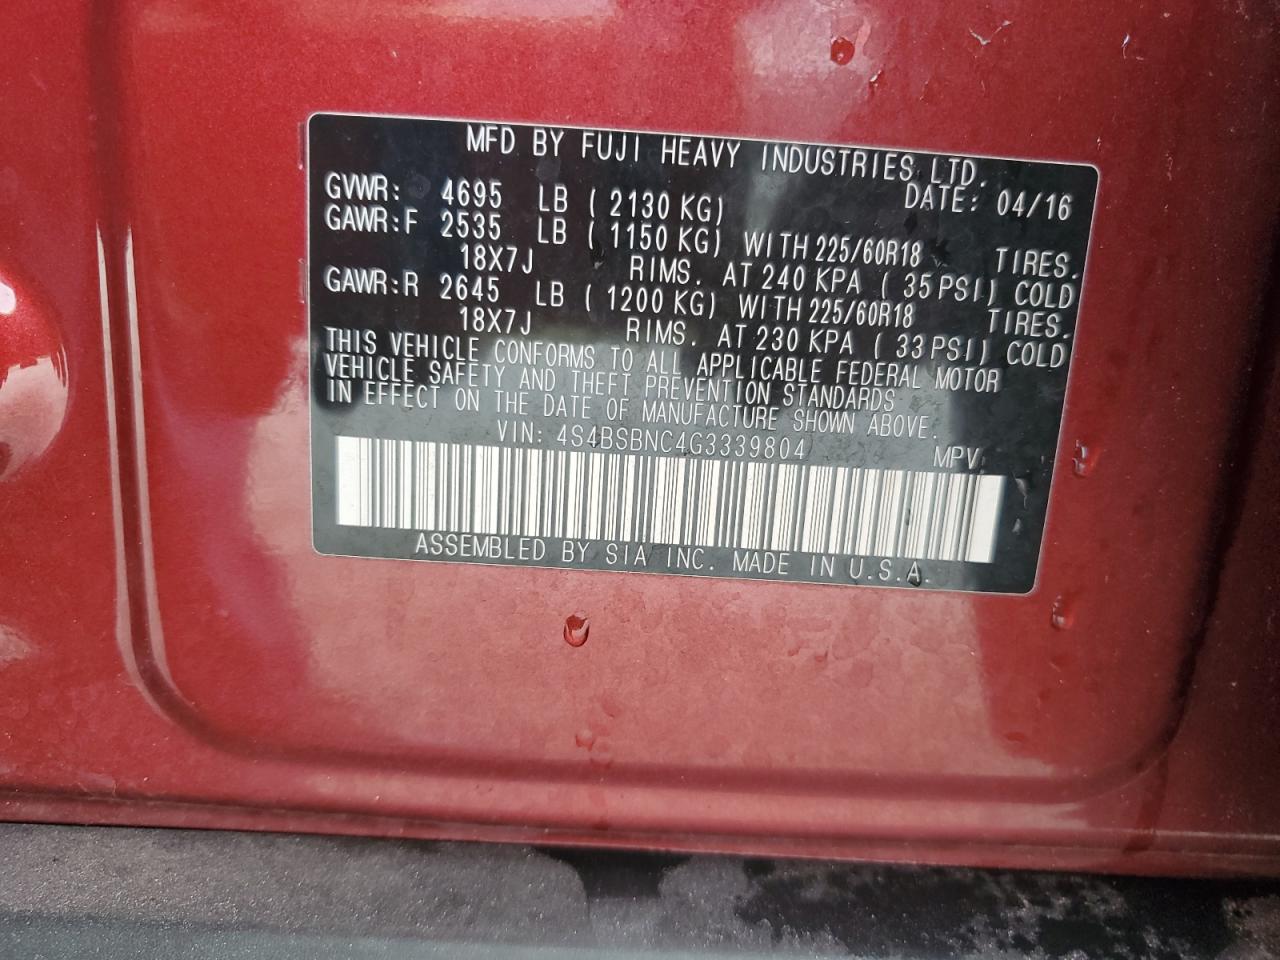 MFD BY FUJI HEAVY INDUSTRIES LTD.
DATE: 04/16
GVWR: 4695 LB ( 2130 KG)
GAWR:F 2535 LB ( 1150 KG) WITH 225/60R18 TIRES.
18X7J RIMS. AT 240 KPA ( 35 PSI) COLD
GAWR:R 2645 LB ( 1200 KG) WITH 225/60R18 TIRES.
18X7J RIMS. AT 230 KPA ( 33 PSI) COLD
THIS VEHICLE CONFORMS TO ALL APPLICABLE FEDERAL MOTOR
VEHICLE SAFETY AND THEFT PREVENTION STANDARDS
IN EFFECT ON THE DATE OF MANUFACTURE SHOWN ABOVE.
VIN: 4S4BSBNC4G3339804 MPV
ASSEMBLED BY SIA INC. MADE IN U.S.A.